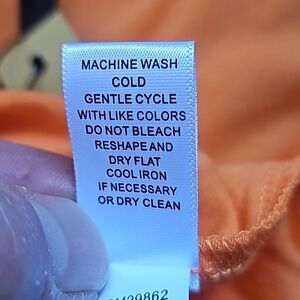 MACHINE WASH
COLD
GENTLE CYCLE
WITH LIKE COLORS
DO NOT BLEACH
RESHAPE AND
DRY FLAT
COOL IRON
IF NECESSARY
OR DRY CLEAN